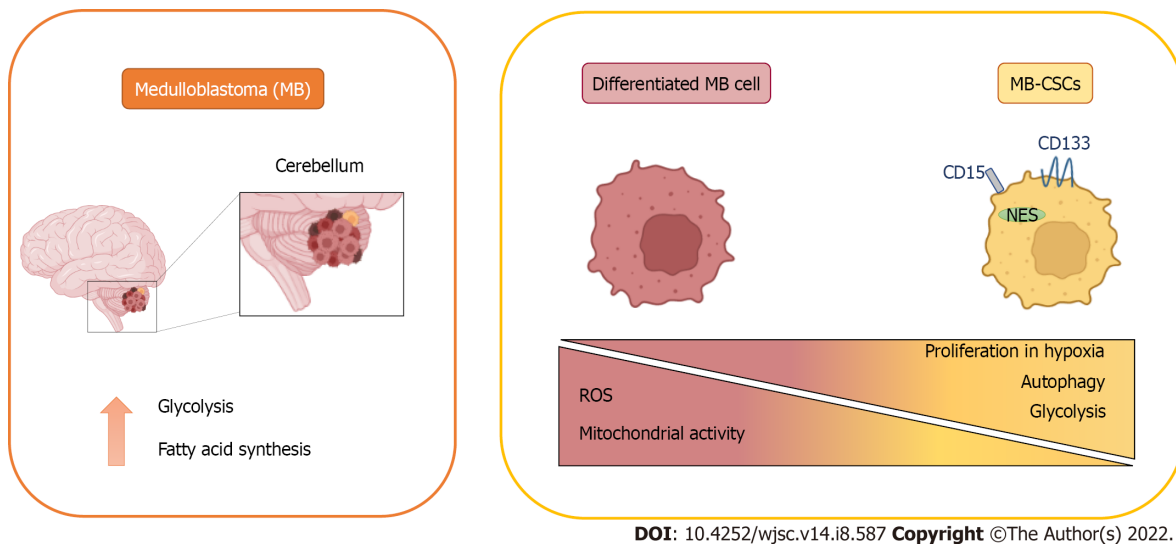 Medulloblastoma (MB)
Cerebellum
Glycolysis
Fatty acid synthesis
Differentiated MB cell
MB-CSCs
CD133
CD15
NES
Proliferation in hypoxia
Autophagy
Glycolysis
ROS
Mitochondrial activity
DOI: 10.4252/wjsc.v14.i8.587 Copyright ©The Author(s) 2022.